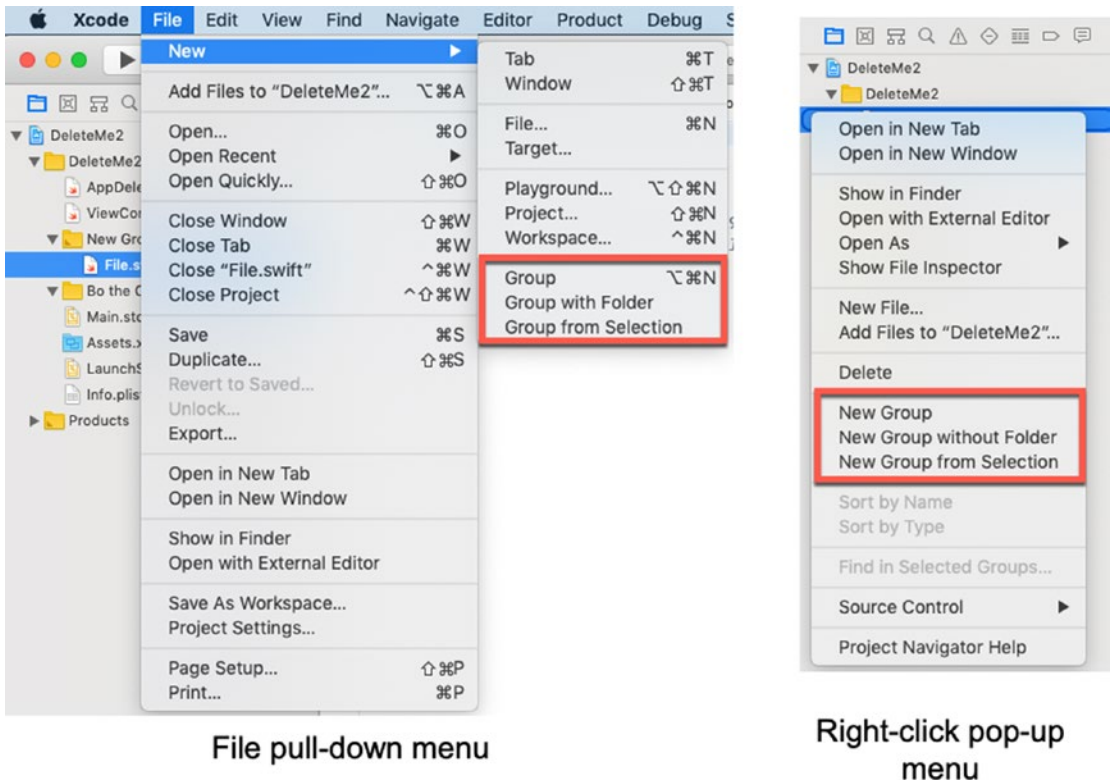 Xcode File Edit View Find Navigate Editor Product Debug
New
Add Files to “DeleteMe2”... ⌥⌘A
Open... ⌘O
Open Recent
Open Quickly... ⇧⌘O
Close Window ⇧⌘W
Close Tab ⌘W
Close “File.swift” ^⌘W
Close Project ^⇧⌘W
Save ⌘S
Duplicate... ⇧⌘S
Revert to Saved...
Unlock...
Export...
Open in New Tab
Open in New Window
Show in Finder
Open with External Editor
Save As Workspace...
Project Settings...
Page Setup... ⇧⌘P
Print... ⌘P
Tab ⌘T
Window ⇧⌘T
File... ⌘N
Target...
Playground... ⌥⇧⌘N
Project... ⇧⌘N
Workspace... ^⌘N
Group ⌥⌘N
Group with Folder
Group from Selection
DeleteMe2
DeleteMe2
AppDele
ViewCon
New Gro
File.s
Bo the C
Main.sto
Assets.x
LaunchS
Info.plis
Products
File pull-down menu
DeleteMe2
DeleteMe2
Open in New Tab
Open in New Window
Show in Finder
Open with External Editor
Open As
Show File Inspector
New File...
Add Files to “DeleteMe2”...
Delete
New Group
New Group without Folder
New Group from Selection
Sort by Name
Sort by Type
Find in Selected Groups...
Source Control
Project Navigator Help
Right-click pop-up
menu